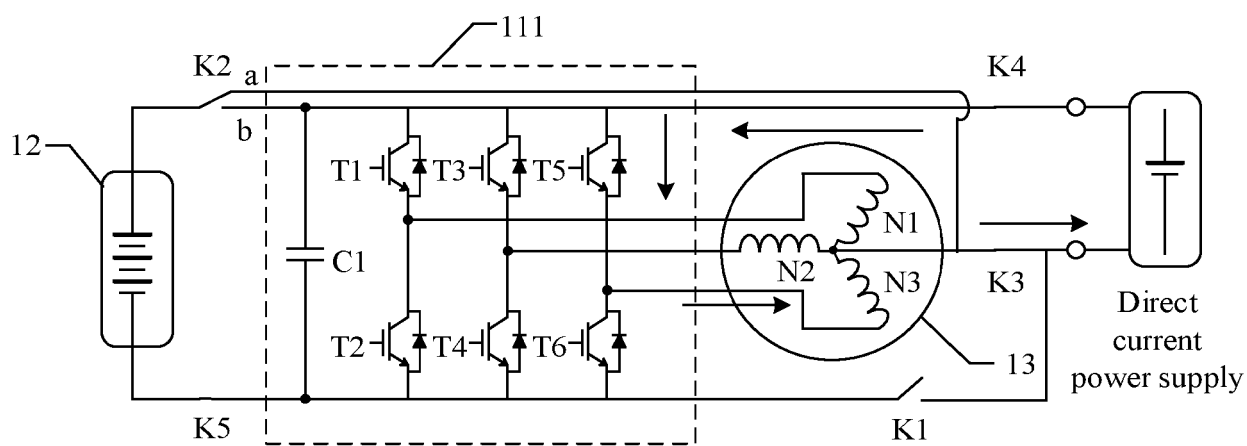 111
K2
a
K4
b
12
T1
T3
T5
N1
C1
N2
N3
K3
T2
T4
T6
13
Direct
current
power supply
K5
K1